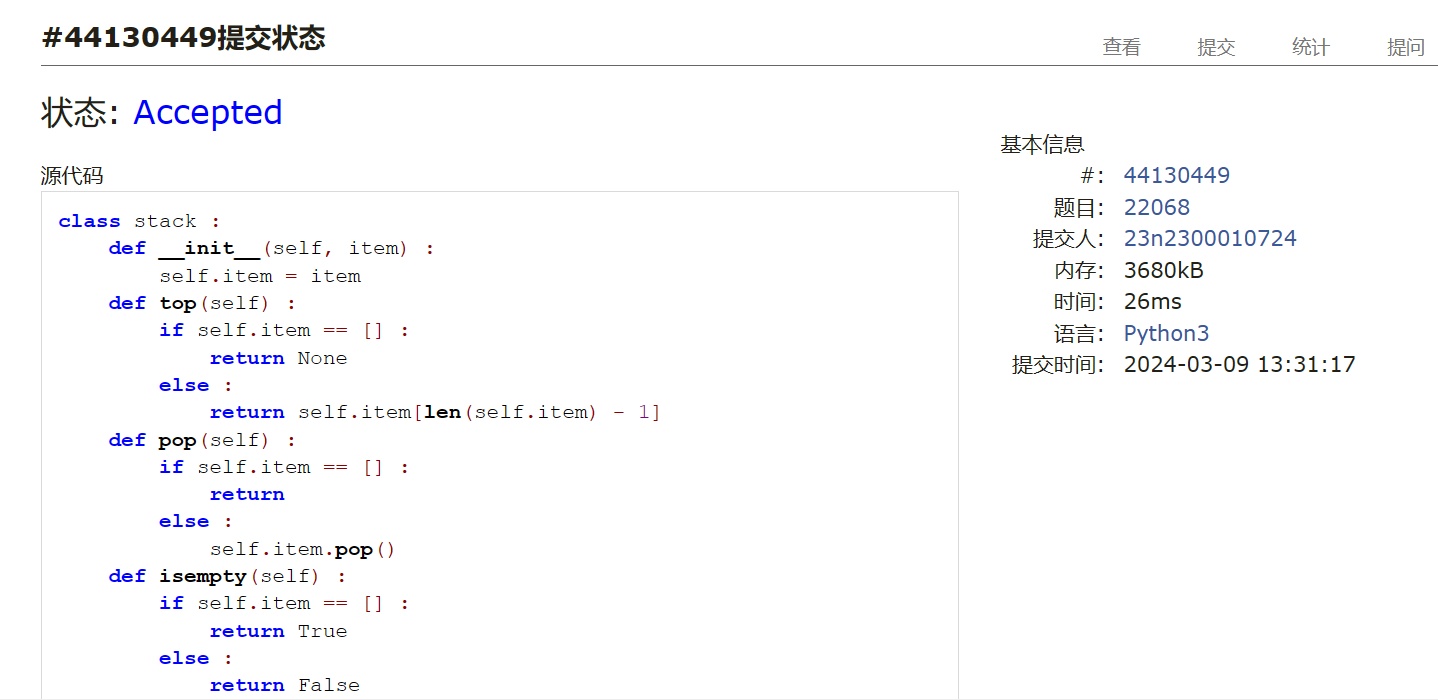 #44130449提交状态
查看 提交 统计 提问
状态: Accepted
源代码
class stack :
    def __init__(self, item) :
        self.item = item
    def top(self) :
        if self.item == [] :
            return None
        else :
            return self.item[len(self.item) - 1]
    def pop(self) :
        if self.item == [] :
            return
        else :
            self.item.pop()
    def isempty(self) :
        if self.item == [] :
            return True
        else :
            return False
基本信息
#: 44130449
题目: 22068
提交人: 23n2300010724
内存: 3680kB
时间: 26ms
语言: Python3
提交时间: 2024-03-09 13:31:17